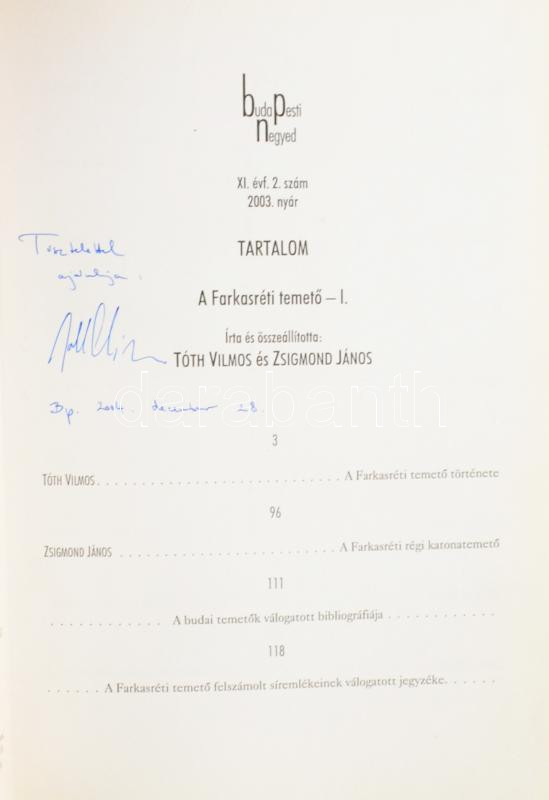 budapesti
negyed
XI. évf. 2. szám
2003. nyár
Tisztelettel
ajánlja:
TARTALOM
A Farkasréti temető – I.
Írta és összeállította:
TÓTH VILMOS és ZSIGMOND JÁNOS
Bp. 2004. december 28.
darabanth
3
TÓTH VILMOS. . . . . . . . . . . . . . . . . . . . . . . . . . . . A Farkasréti temető története
96
ZSIGMOND JÁNOS . . . . . . . . . . . . . . . . . . . . . . . . . A Farkasréti régi katonatemető
111
. . . . . . . . . . . . . A budai temetők válogatott bibliográfiája . . . . . . . . . . . . .
118
. . . . . . A Farkasréti temető felszámolt síremlékeinek válogatott jegyzéke. . . . . .